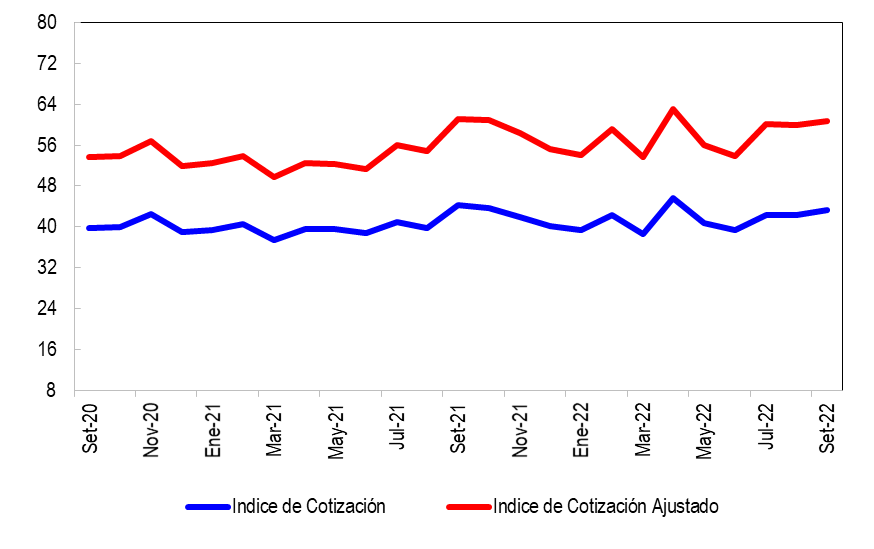 80
72
64
56
48
40
32
24
16
8
Set-20
Nov-20
Ene-21
Mar-21
May-21
Jul-21
Set-21
Nov-21
Ene-22
Mar-22
May-22
Jul-22
Set-22
Indice de Cotización
Indice de Cotización Ajustado